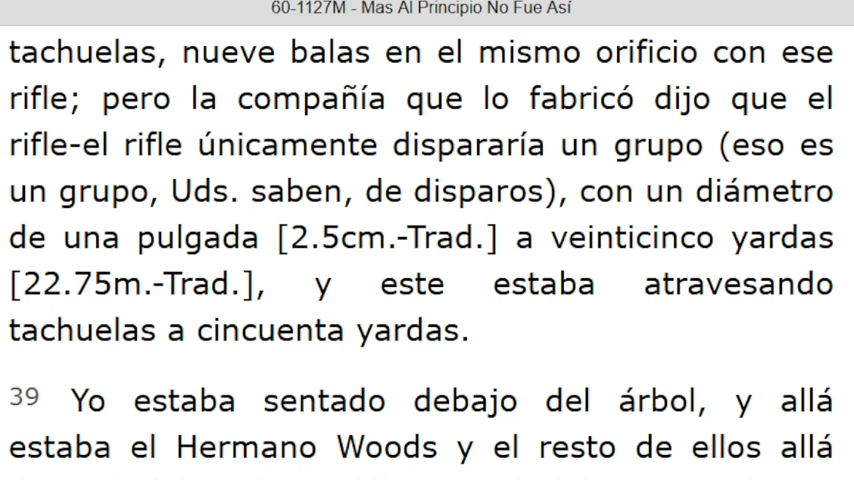 60-1127M - Mas Al Principio No Fue Así
tachuelas, nueve balas en el mismo orificio con ese
rifle; pero la compañía que lo fabricó dijo que el
rifle-el rifle únicamente dispararía un grupo (eso es
un grupo, Uds. saben, de disparos), con un diámetro
de una pulgada [2.5cm.-Trad.] a veinticinco yardas
[22.75m.-Trad.], y este estaba atravesando
tachuelas a cincuenta yardas.
39 Yo estaba sentado debajo del árbol, y allá
estaba el Hermano Woods y el resto de ellos allá